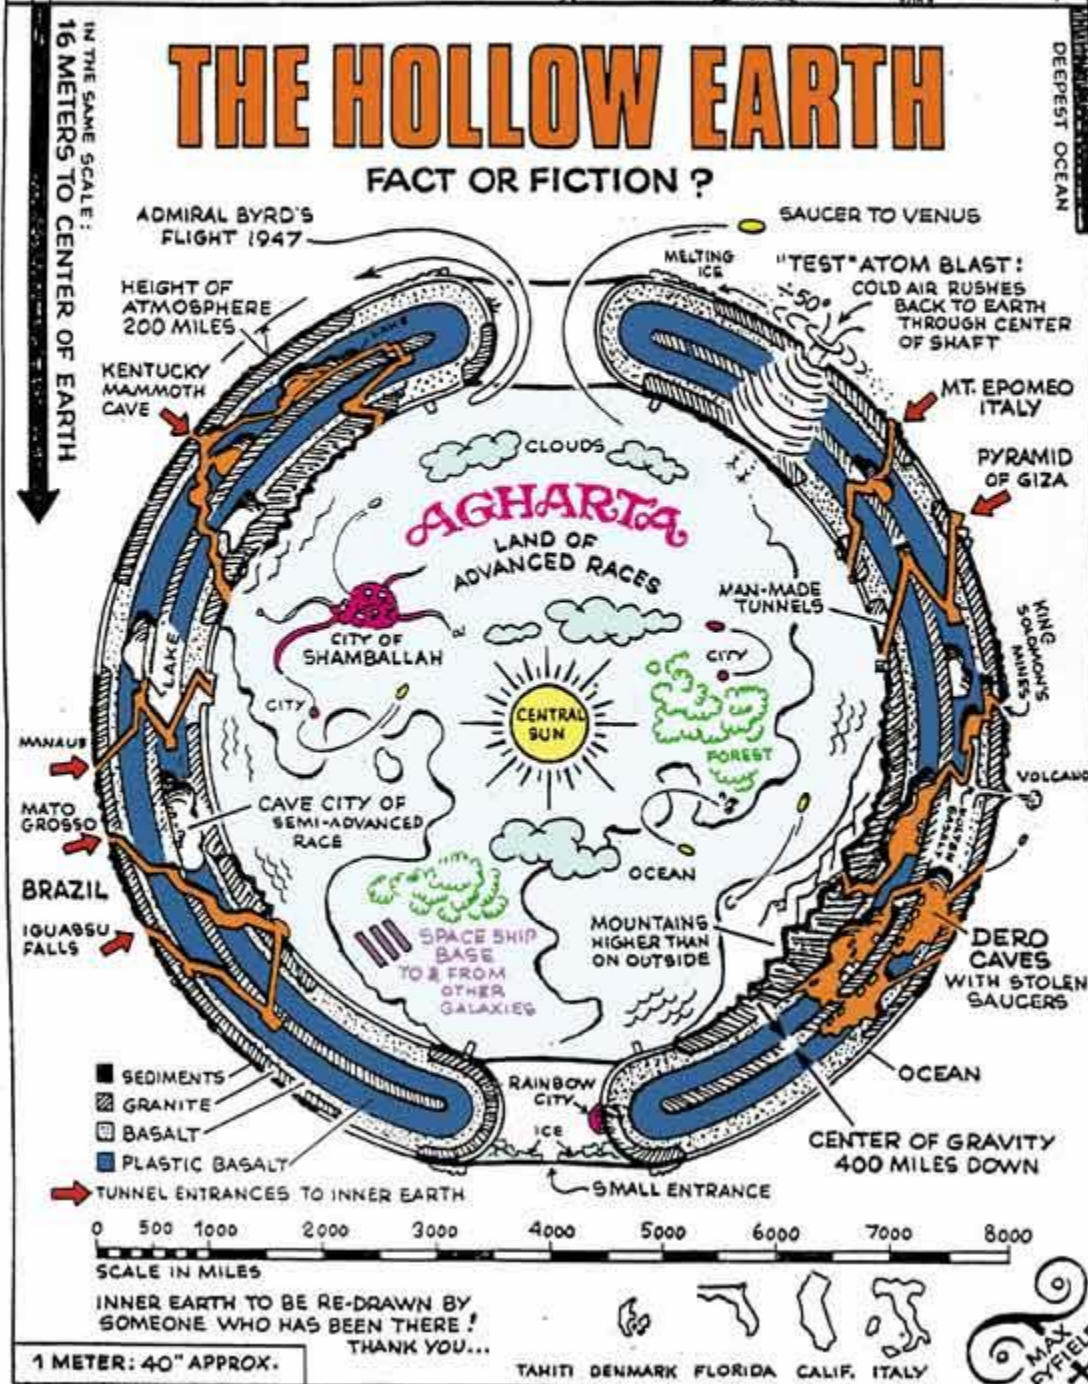 IN THE SAME SCALE:
16 METERS TO CENTER OF EARTH
DEEPEST OCEAN
THE HOLLOW EARTH
FACT OR FICTION?
ADMIRAL BYRD'S
FLIGHT 1947
SAUCER TO VENUS
MELTING
ICE
"TEST" ATOM BLAST:
COLD AIR RUSHES
BACK TO EARTH
THROUGH CENTER
OF SHAFT
-50°
HEIGHT OF
ATMOSPHERE
200 MILES
LAKE
KENTUCKY
MAMMOTH
CAVE
MT. EPOMEO
ITALY
PYRAMID
OF GIZA
CLOUDS
AGHARTA
LAND OF
ADVANCED RACES
MAN-MADE
TUNNELS
KING
SOLOMON'S
MINES
CITY OF
SHAMBALLAH
CITY
CITY
LAKE
CENTRAL
SUN
FOREST
MANAUS
VOLCANO
MATO
GROSSO
CAVE CITY OF
SEMI-ADVANCED
RACE
BRAZIL
OCEAN
IGUASSU
FALLS
MOUNTAINS
HIGHER THAN
ON OUTSIDE
SPACE SHIP
BASE
TO & FROM
OTHER
GALAXIES
DERO
CAVES
WITH STOLEN
SAUCERS
OCEAN
SEDIMENTS
GRANITE
BASALT
PLASTIC BASALT
RAINBOW
CITY
ICE
CENTER OF GRAVITY
400 MILES DOWN
TUNNEL ENTRANCES TO INNER EARTH
SMALL ENTRANCE
0 500 1000 2000 3000 4000 5000 6000 7000 8000
SCALE IN MILES
INNER EARTH TO BE RE-DRAWN BY
SOMEONE WHO HAS BEEN THERE!
THANK YOU...
1 METER: 40" APPROX.
TAHITI DENMARK FLORIDA CALIF. ITALY
MAX